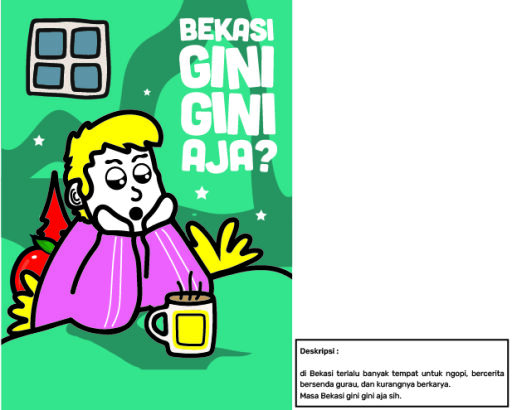 BEKASI
GINI
GINI
AJA?
Deskripsi :
di Bekasi terlalu banyak tempat untuk ngopi, bercerita
bersenda gurau, dan kurangnya berkarya.
Masa Bekasi gini gini aja sih.